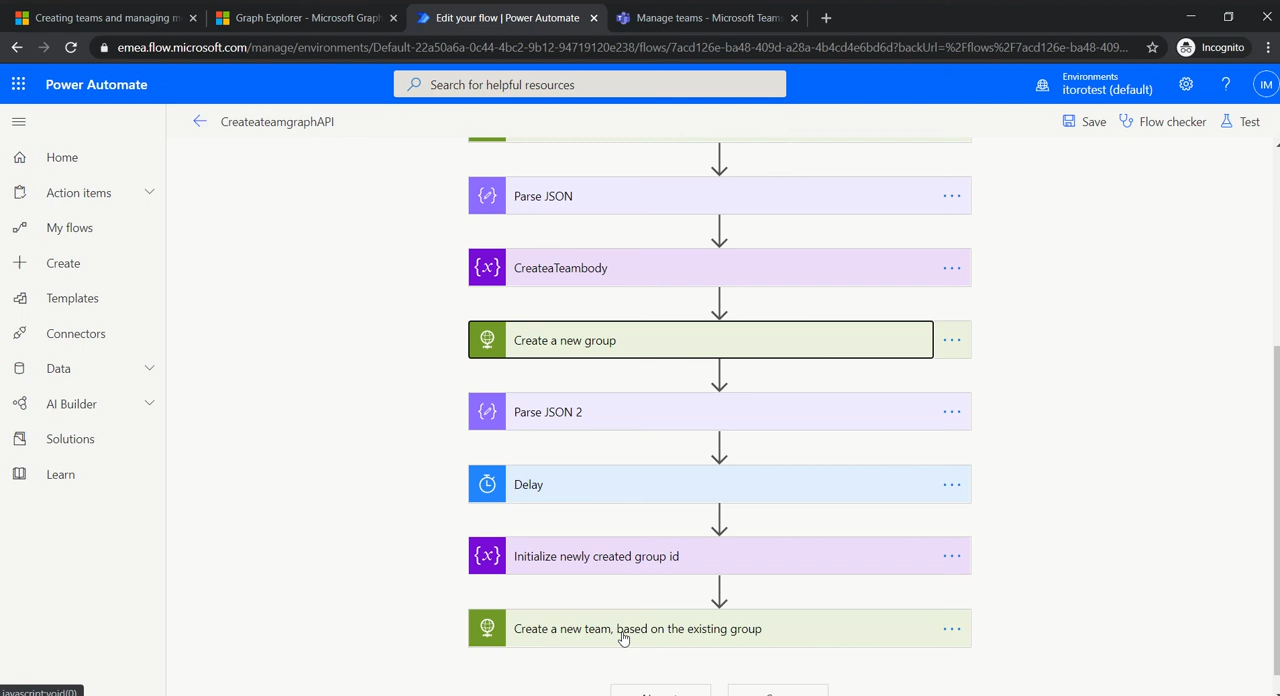 Creating teams and managing m
Graph Explorer - Microsoft Graph
Edit your flow | Power Automate
Manage teams - Microsoft Teams
emea.flow.microsoft.com/manage/environments/Default-22a50a6a-0c44-4bc2-9b12-94719120e238/flows/7acd126e-ba48-409d-a28a-4b4cd4e6bd6d?backUrl=%2Fflows%2F7acd126e-ba48-409...
Incognito
Power Automate
Search for helpful resources
Environments
itorotest (default)
?
IM
CreateateamgraphAPI
Save
Flow checker
Test
Home
Action items
My flows
Create
Templates
Connectors
Data
AI Builder
Solutions
Learn
Parse JSON
{x} CreateaTeambody
Create a new group
Parse JSON 2
Delay
{x} Initialize newly created group id
Create a new team, based on the existing group
javascript:void(0)